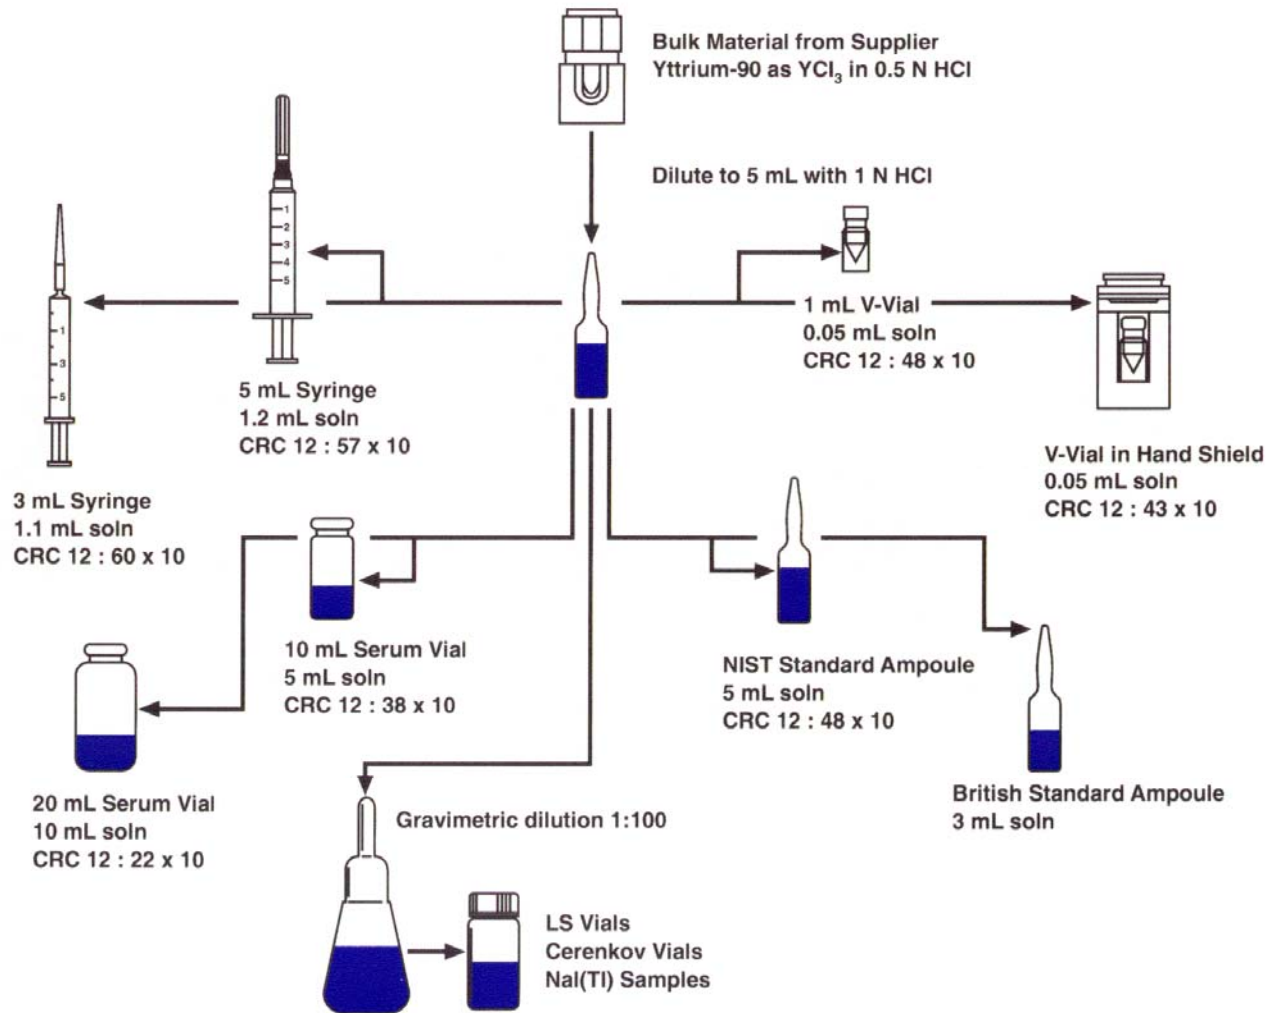 Bulk Material from Supplier
Yttrium-90 as YCl₃ in 0.5 N HCl
Dilute to 5 mL with 1 N HCl
1
2
3
4
5
1
3
5
1 mL V-Vial
0.05 mL soln
CRC 12 : 48 x 10
5 mL Syringe
1.2 mL soln
CRC 12 : 57 x 10
V-Vial in Hand Shield
0.05 mL soln
CRC 12 : 43 x 10
3 mL Syringe
1.1 mL soln
CRC 12 : 60 x 10
10 mL Serum Vial
5 mL soln
CRC 12 : 38 x 10
NIST Standard Ampoule
5 mL soln
CRC 12 : 48 x 10
20 mL Serum Vial
10 mL soln
CRC 12 : 22 x 10
British Standard Ampoule
3 mL soln
Gravimetric dilution 1:100
LS Vials
Cerenkov Vials
NaI(Tl) Samples